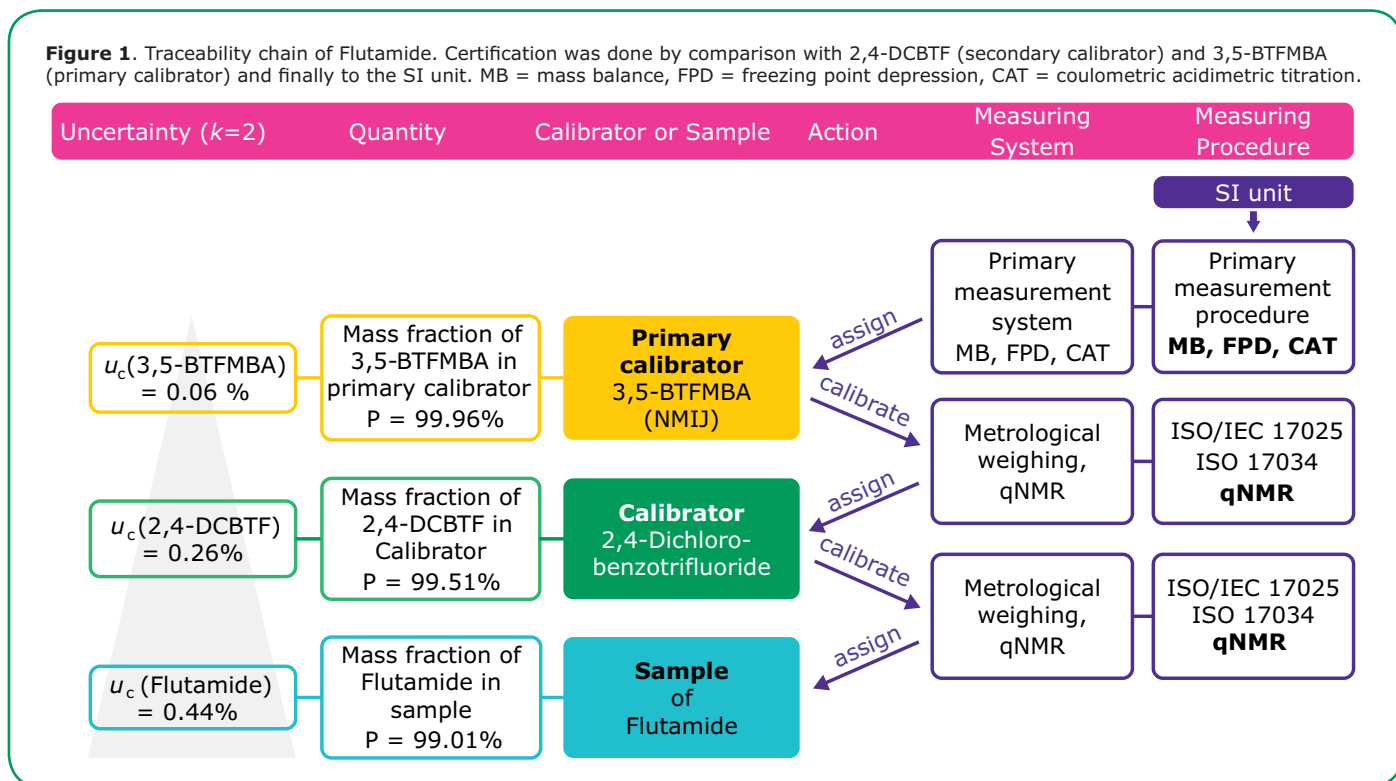 Figure 1. Traceability chain of Flutamide. Certification was done by comparison with 2,4-DCBTF (secondary calibrator) and 3,5-BTFMBA
(primary calibrator) and finally to the SI unit. MB = mass balance, FPD = freezing point depression, CAT = coulometric acidimetric titration.
Uncertainty (k=2)
Quantity
Calibrator or Sample
Action
Measuring
System
Measuring
Procedure
SI unit
uc(3,5-BTFMBA)
= 0.06 %
Mass fraction of
3,5-BTFMBA in
primary calibrator
P = 99.96%
Primary
calibrator
3,5-BTFMBA
(NMIJ)
assign
Primary
measurement
system
MB, FPD, CAT
Primary
measurement
procedure
MB, FPD, CAT
calibrate
Metrological
weighing,
qNMR
ISO/IEC 17025
ISO 17034
qNMR
uc(2,4-DCBTF)
= 0.26%
Mass fraction of
2,4-DCBTF in
Calibrator
P = 99.51%
Calibrator
2,4-Dichloro-
benzotrifluoride
assign
calibrate
Metrological
weighing,
qNMR
ISO/IEC 17025
ISO 17034
qNMR
uc (Flutamide)
= 0.44%
Mass fraction of
Flutamide in
sample
P = 99.01%
Sample
of
Flutamide
assign